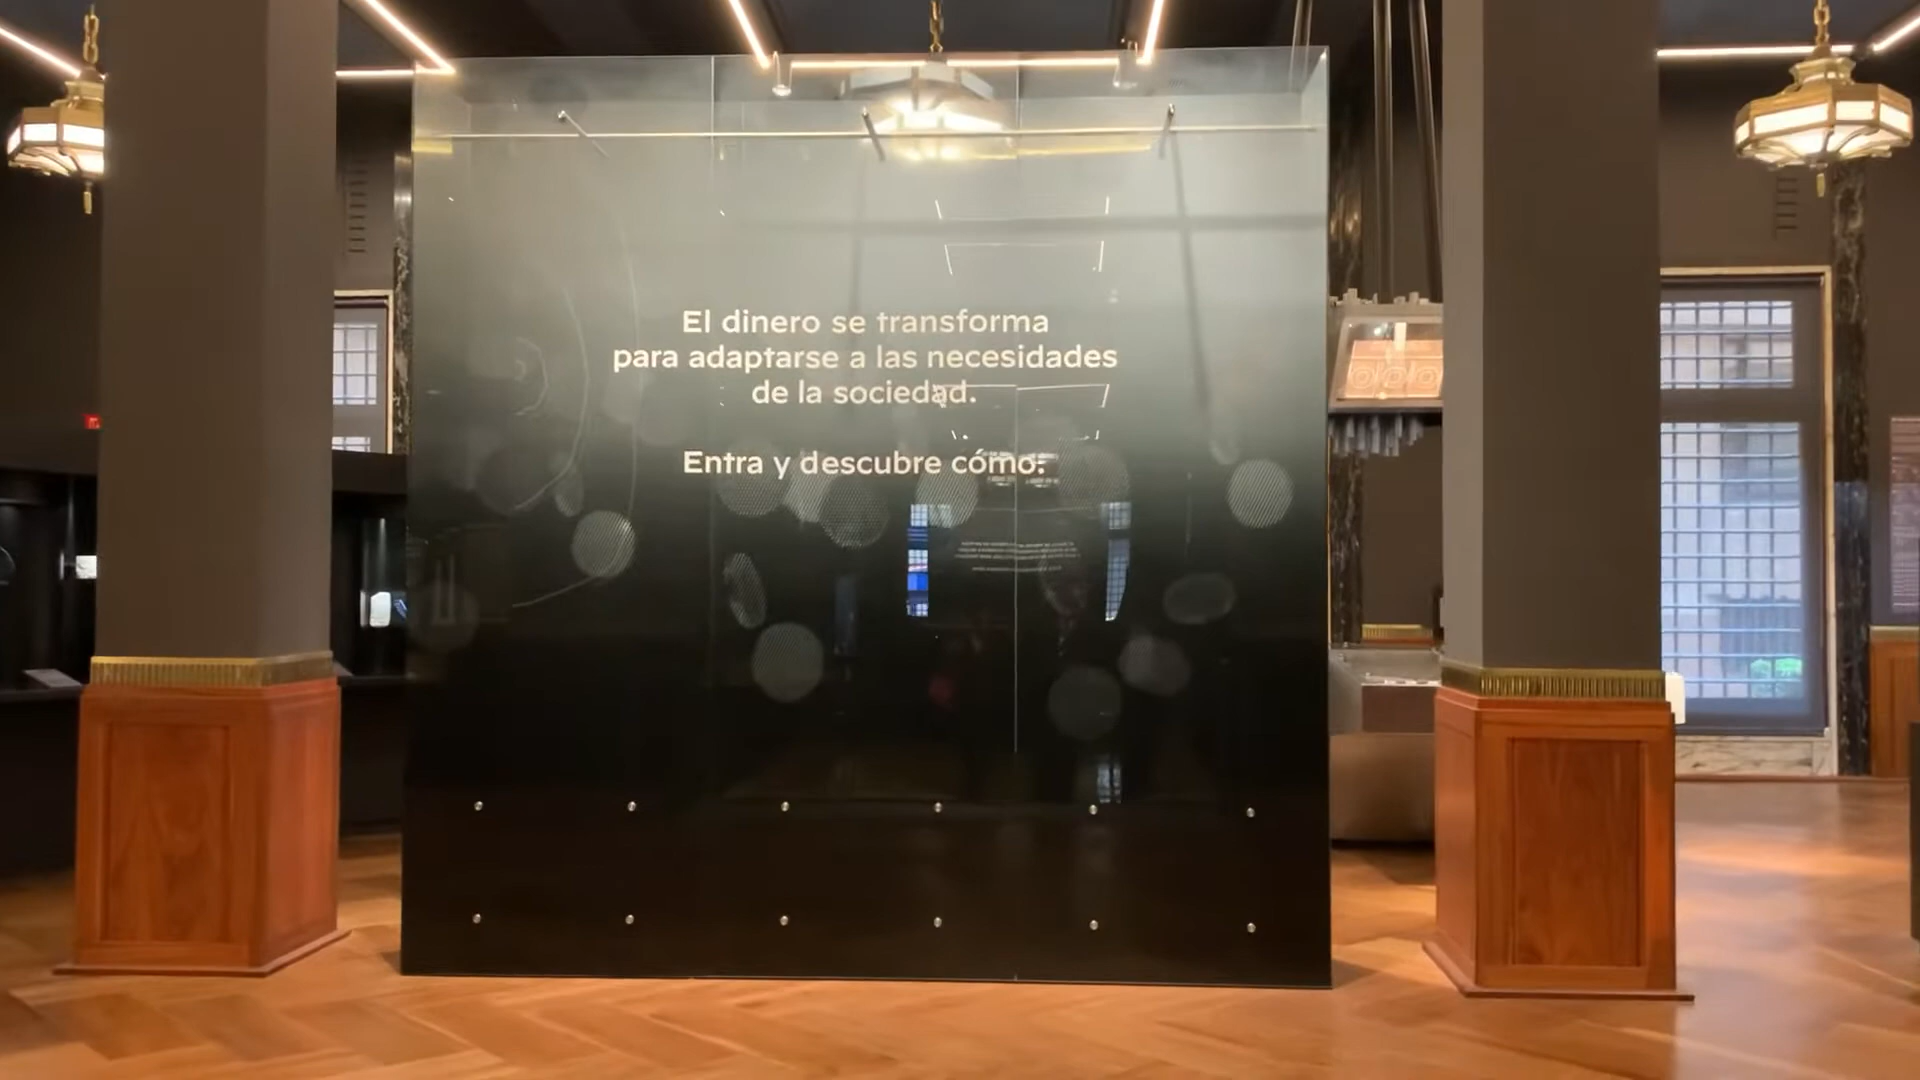 El dinero se transforma
para adaptarse a las necesidades
de la sociedad.
Entra y descubre cómo.